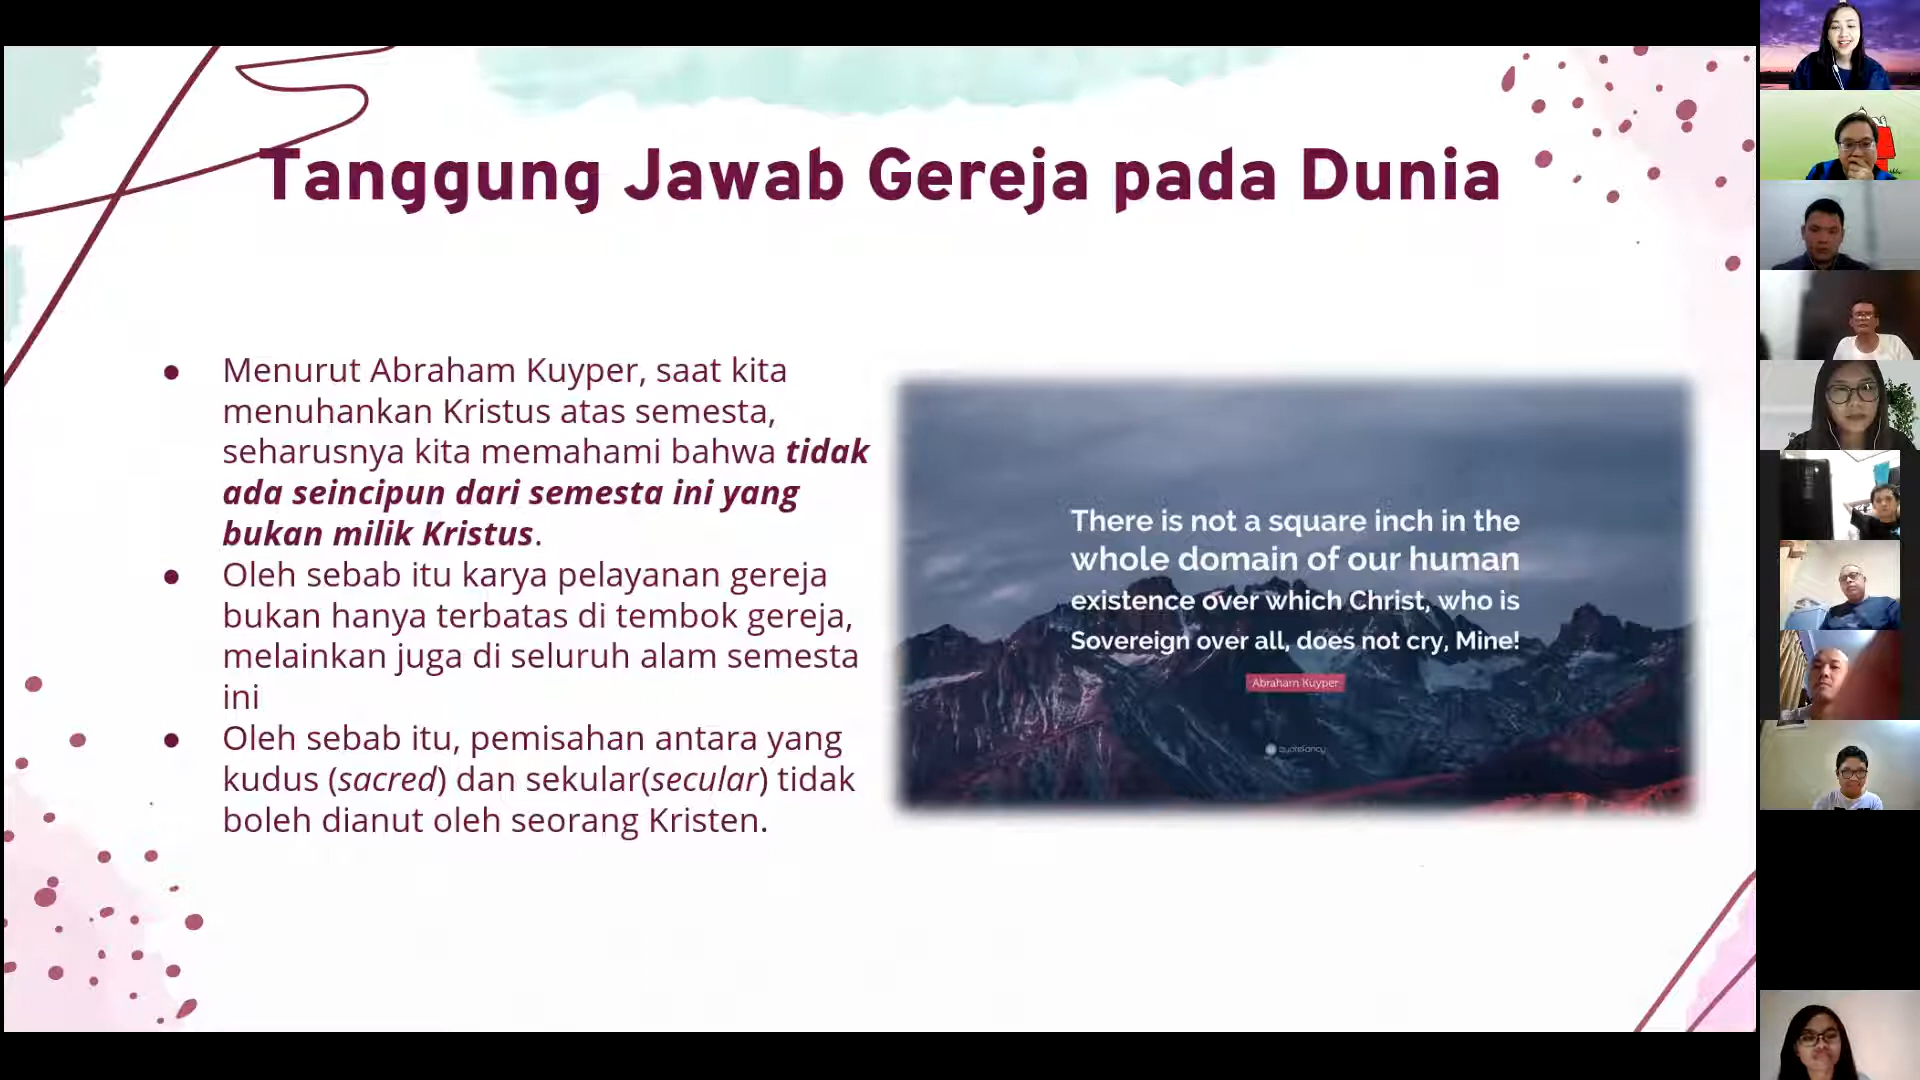 Tanggung Jawab Gereja pada Dunia
● Menurut Abraham Kuyper, saat kita
menuhankan Kristus atas semesta,
seharusnya kita memahami bahwa tidak
ada seincipun dari semesta ini yang
bukan milik Kristus.
● Oleh sebab itu karya pelayanan gereja
bukan hanya terbatas di tembok gereja,
melainkan juga di seluruh alam semesta
ini
● Oleh sebab itu, pemisahan antara yang
kudus (sacred) dan sekular(secular) tidak
boleh dianut oleh seorang Kristen.
There is not a square inch in the
whole domain of our human
existence over which Christ, who is
Sovereign over all, does not cry, Mine!
Abraham Kuyper
quotefancy